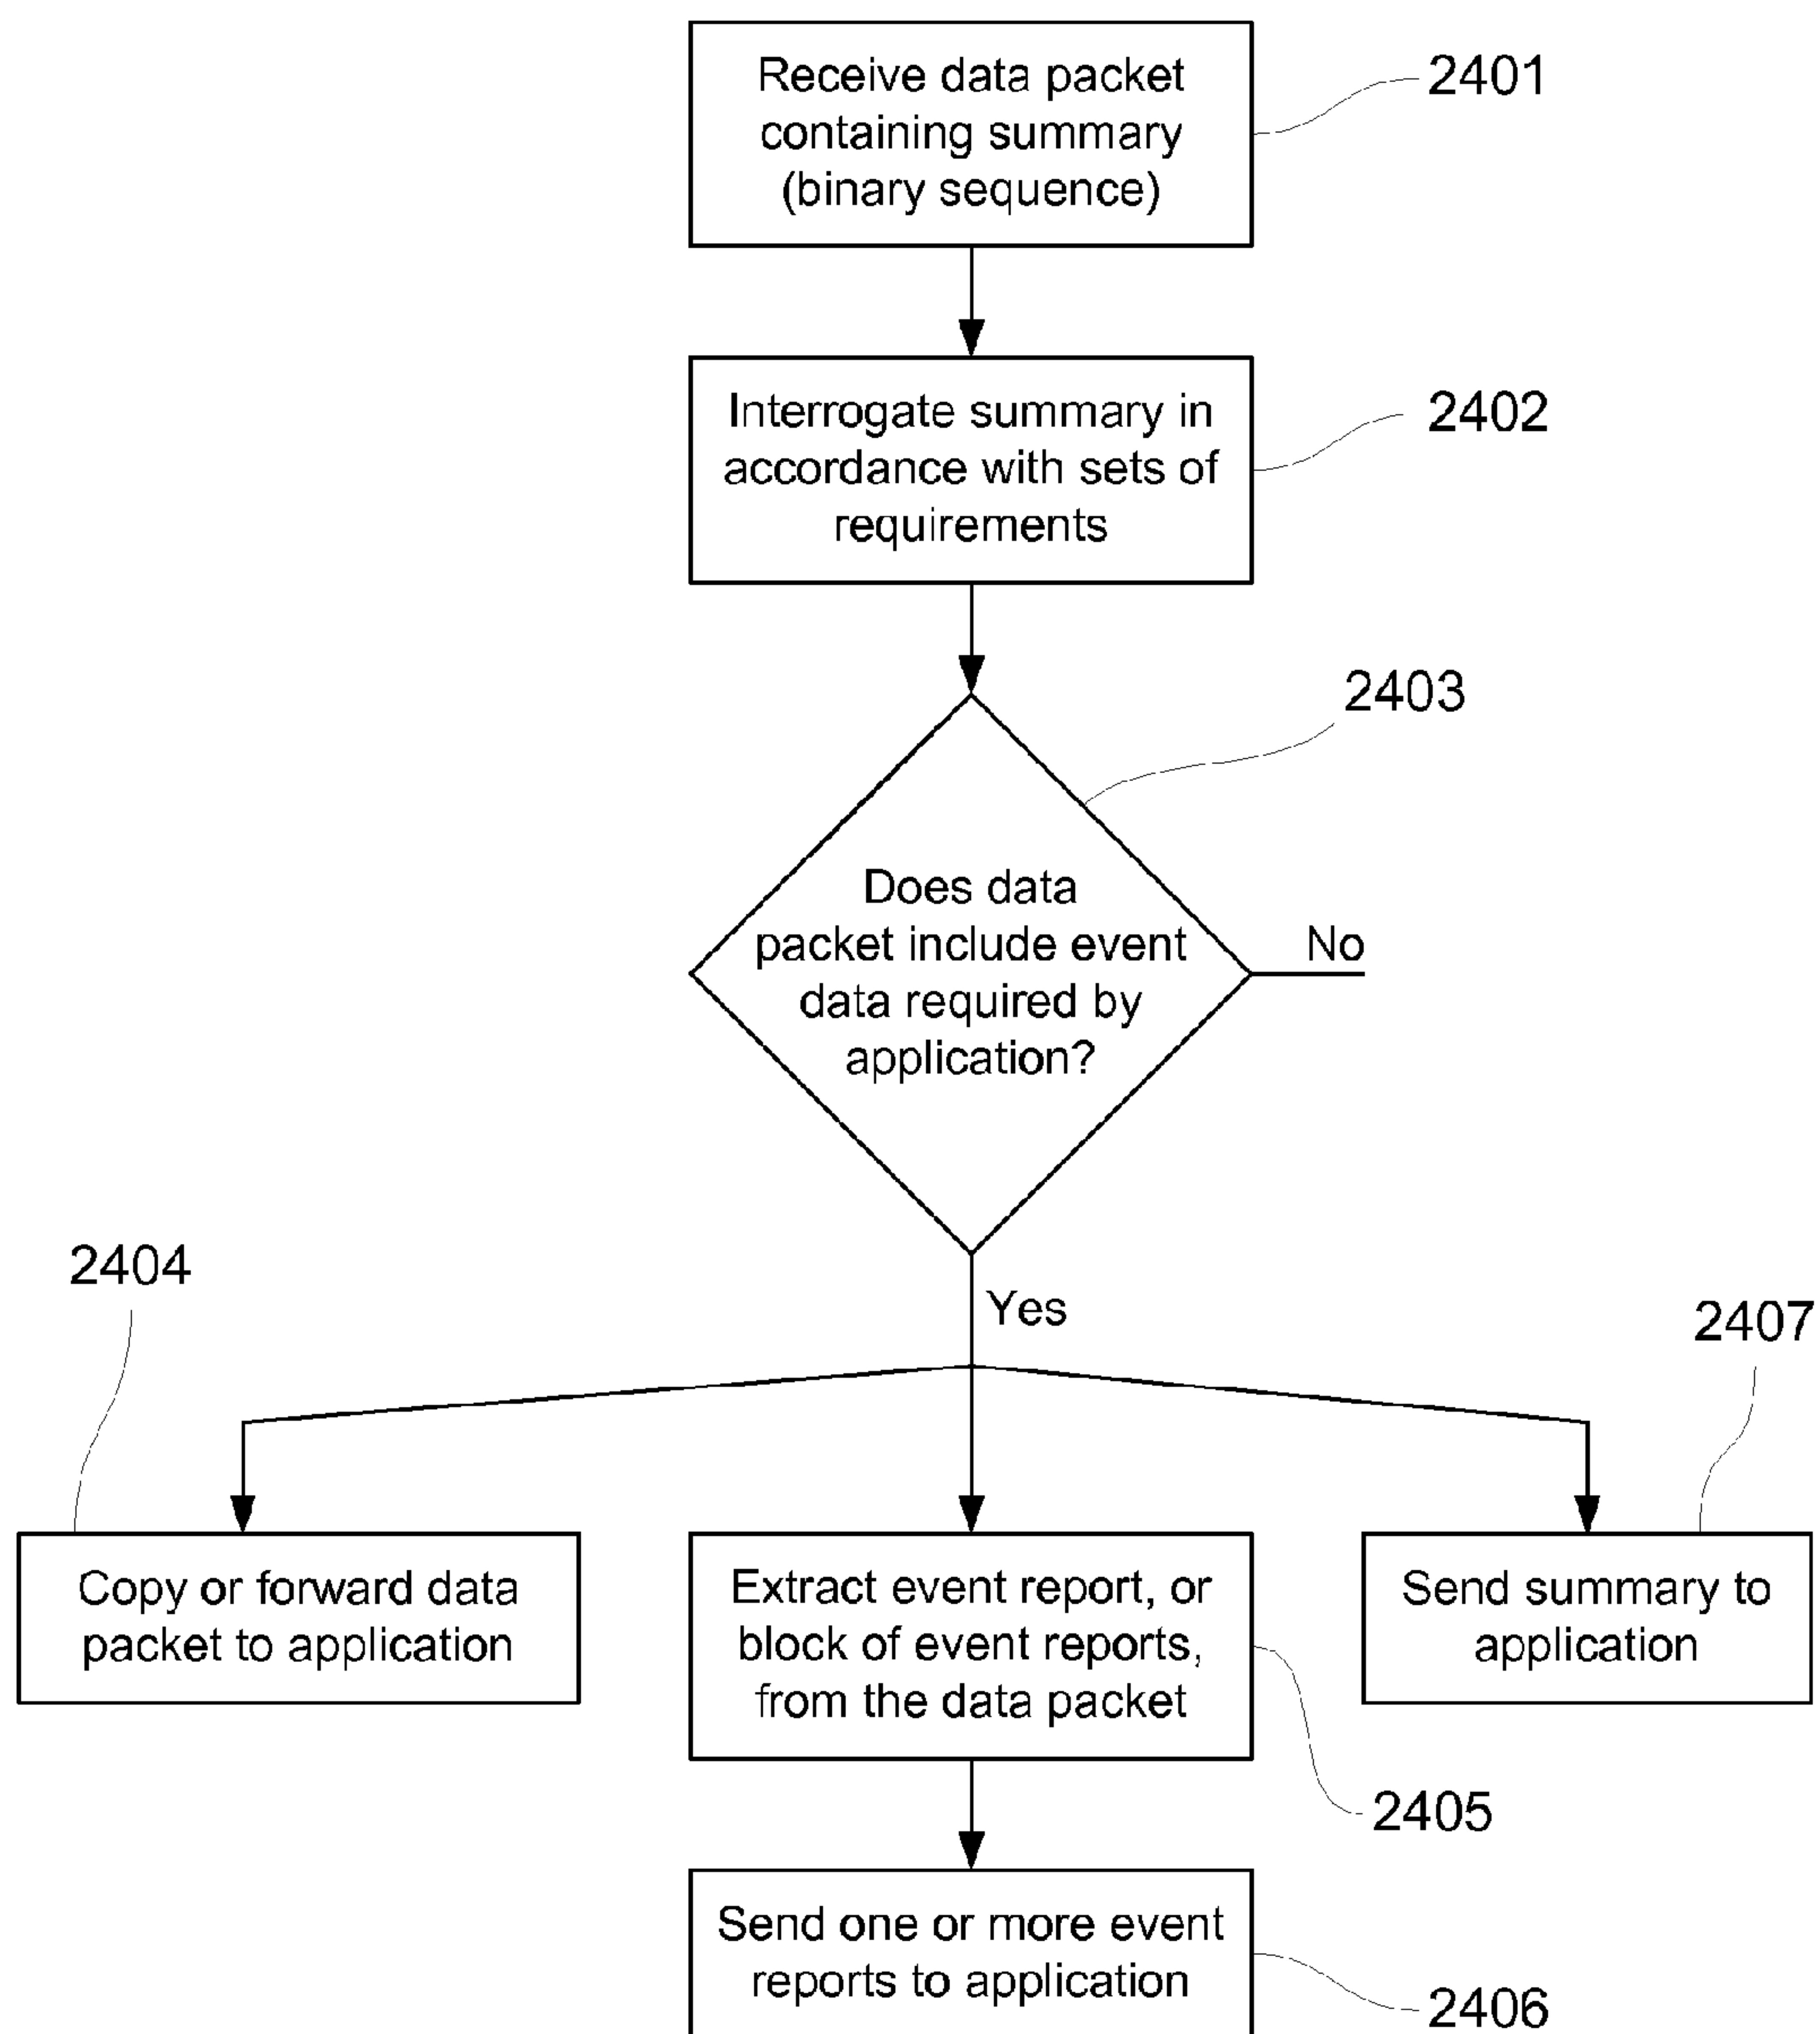 Receive data packet
containing summary
(binary sequence)
2401
Interrogate summary in
accordance with sets of
requirements
2402
2403
Does data
packet include event
data required by
application?
No
Yes
2404
2407
Copy or forward data
packet to application
Extract event report, or
block of event reports,
from the data packet
Send summary to
application
2405
Send one or more event
reports to application
2406